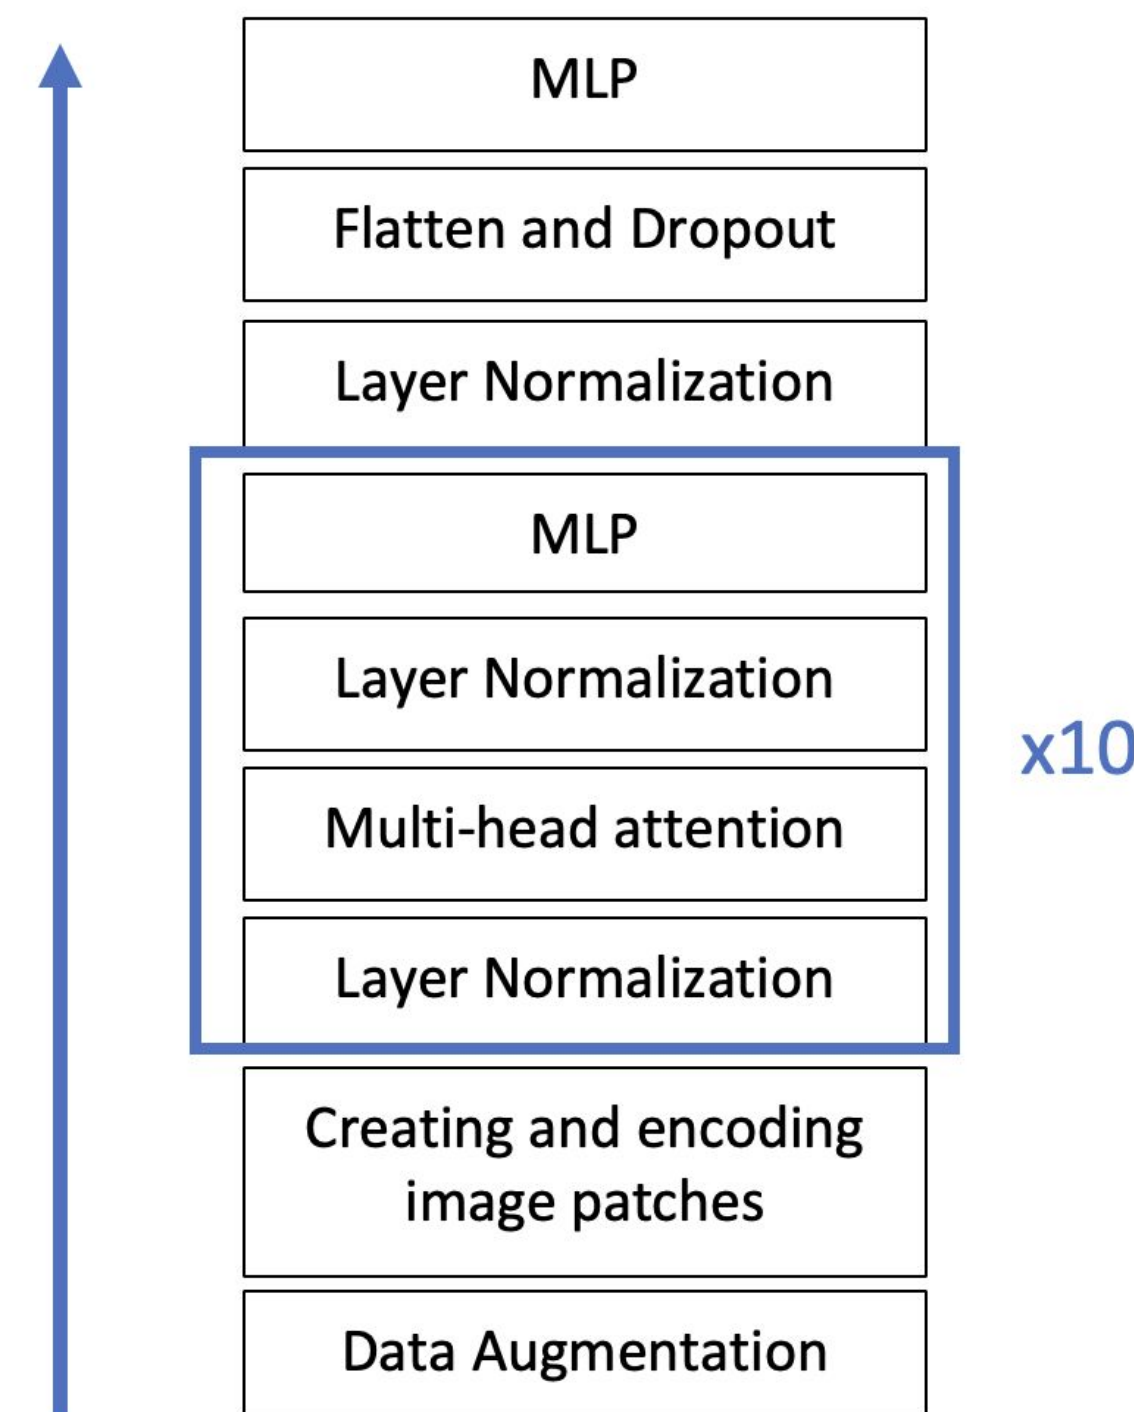 MLP
Flatten and Dropout
Layer Normalization
MLP
Layer Normalization
x10
Multi-head attention
Layer Normalization
Creating and encoding
image patches
Data Augmentation